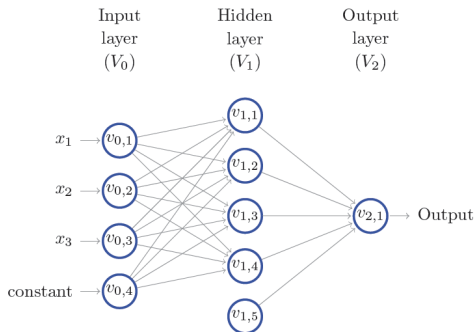 Input Hidden Output
layer layer layer
(V₀) (V₁) (V₂)
v₁,₁
x₁ v₀,₁
v₁,₂
x₂ v₀,₂
v₁,₃ v₂,₁ Output
x₃ v₀,₃
v₁,₄
constant v₀,₄
v₁,₅